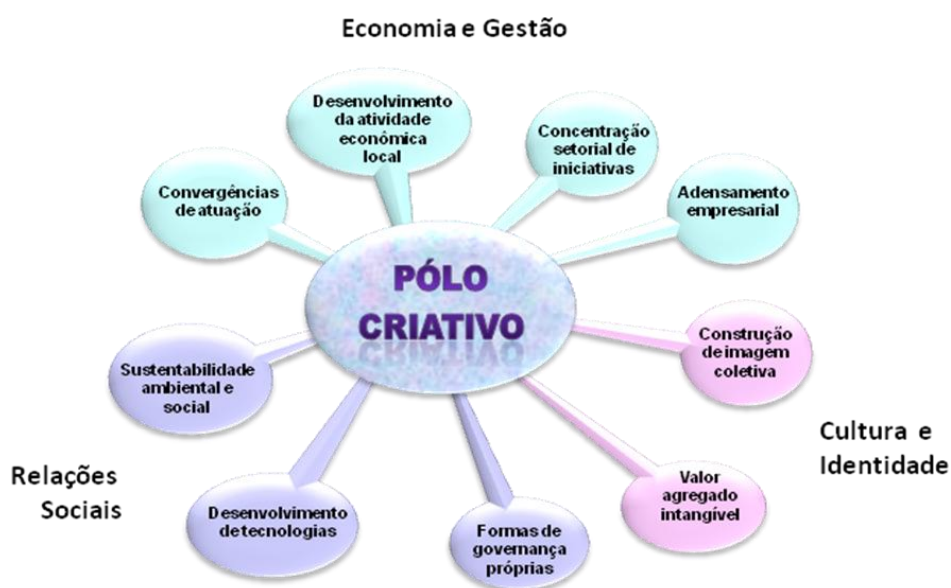 Economia e Gestão
Desenvolvimento
da atividade
econômica
local
Concentração
setorial de
iniciativas
Convergências
de atuação
Adensamento
empresarial
PÓLO
CRIATIVO
Construção
de imagem
coletiva
Sustentabilidade
ambiental e
social
Cultura e
Identidade
Relações
Sociais
Valor
agregado
intangível
Desenvolvimento
de tecnologias
Formas de
governança
próprias